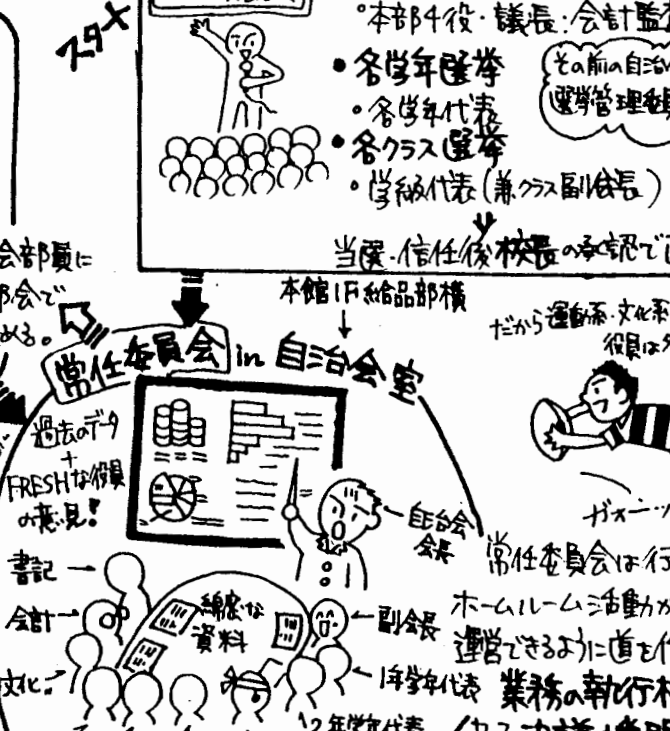 スタメ
°本部4役・議長:会計監
•各学年選挙
°各学年代表
•各クラス選挙
°学級代表(兼クラス副会長)
その前の自治
選挙管理委員
当選・信任後校長の承認で
会部員に
部会で
める。
本館1F給品部横
常任委員会 in 自治会室
だから運動系・文化系
役員は
過去のデータ
+
FRESHな役員
の意見!
自治会
会長
ガオーッ
書記
会計
文化
綿密な
資料
副会長
1年学年代表
2年学年代表
常任委員会は行
ホームルーム活動
運営できるように道を
業務の執行